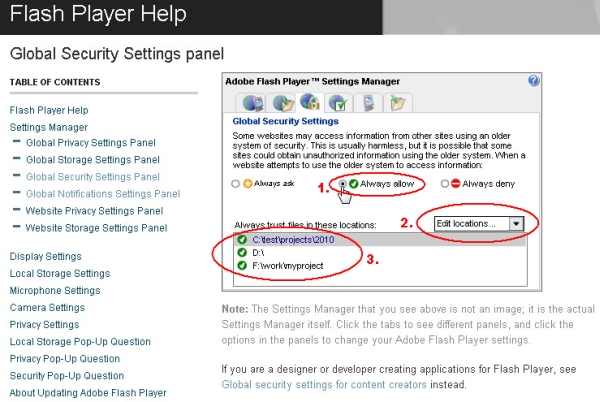 Flash Player Help
Global Security Settings panel
TABLE OF CONTENTS
Flash Player Help
Settings Manager
Global Privacy Settings Panel
Global Storage Settings Panel
Global Security Settings Panel
Global Notifications Settings Panel
Website Privacy Settings Panel
Website Storage Settings Panel
Display Settings
Local Storage Settings
Microphone Settings
Camera Settings
Privacy Settings
Local Storage Pop-Up Question
Privacy Pop-Up Question
Security Pop-Up Question
About Updating Adobe Flash Player
Adobe Flash Player™ Settings Manager
?
Global Security Settings
Some websites may access information from other sites using an older
system of security. This is usually harmless, but it is possible that some
sites could obtain unauthorized information using the older system. When a
website attempts to use the older system to access information:
Always ask
1.
Always allow
Always deny
Always trust files in these locations:
2.
Edit locations...
C:\test\projects\2010
D:\
F:\work\myproject
3.
Note: The Settings Manager that you see above is not an image; it is the actual
Settings Manager itself. Click the tabs to see different panels, and click the
options in the panels to change your Adobe Flash Player settings.
If you are a designer or developer creating applications for Flash Player, see
Global security settings for content creators instead.